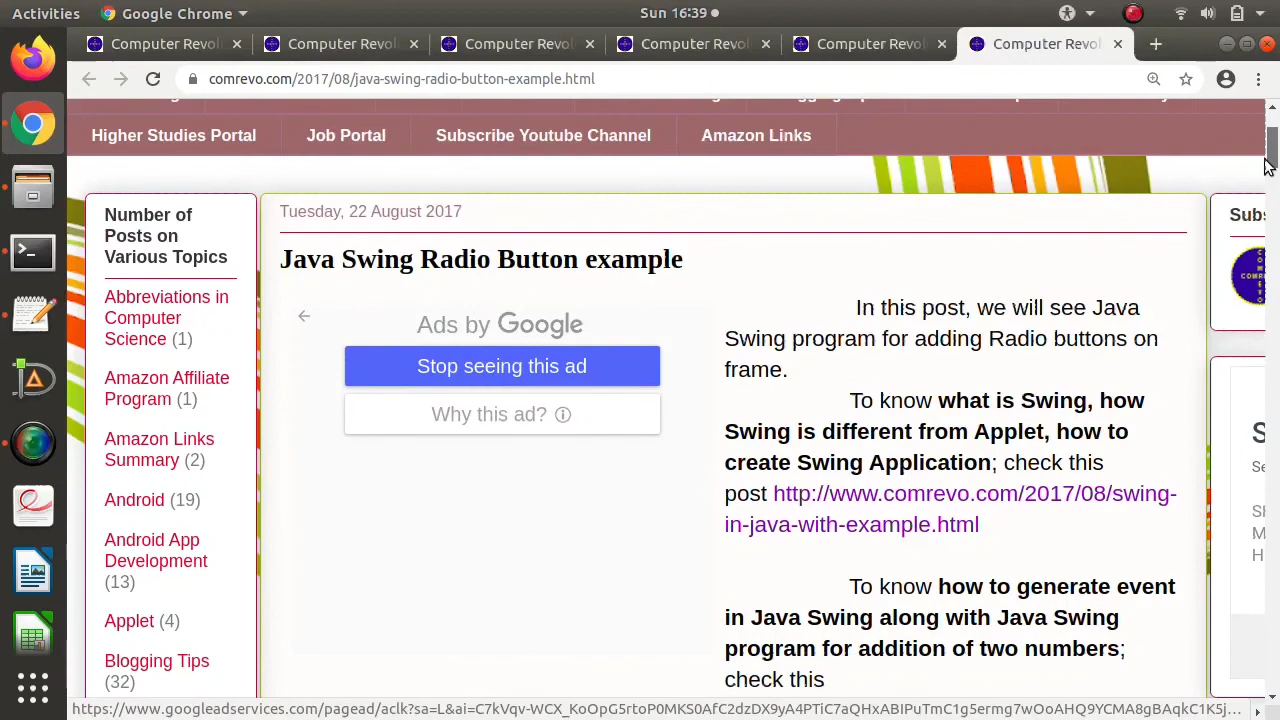 Activities
Google Chrome
Sun 16:39
Computer Revol
Computer Revol
Computer Revol
Computer Revol
Computer Revol
Computer Revol
comrevo.com/2017/08/java-swing-radio-button-example.html
Higher Studies Portal
Job Portal
Subscribe Youtube Channel
Amazon Links
Number of
Posts on
Various Topics
Abbreviations in
Computer
Science (1)
Amazon Affiliate
Program (1)
Amazon Links
Summary (2)
Android (19)
Android App
Development
(13)
Applet (4)
Blogging Tips
(32)
Tuesday, 22 August 2017
Java Swing Radio Button example
Ads by Google
Stop seeing this ad
Why this ad?
In this post, we will see Java
Swing program for adding Radio buttons on
frame.
To know what is Swing, how
Swing is different from Applet, how to
create Swing Application; check this
post http://www.comrevo.com/2017/08/swing-
in-java-with-example.html
To know how to generate event
in Java Swing along with Java Swing
program for addition of two numbers;
check this
Subs